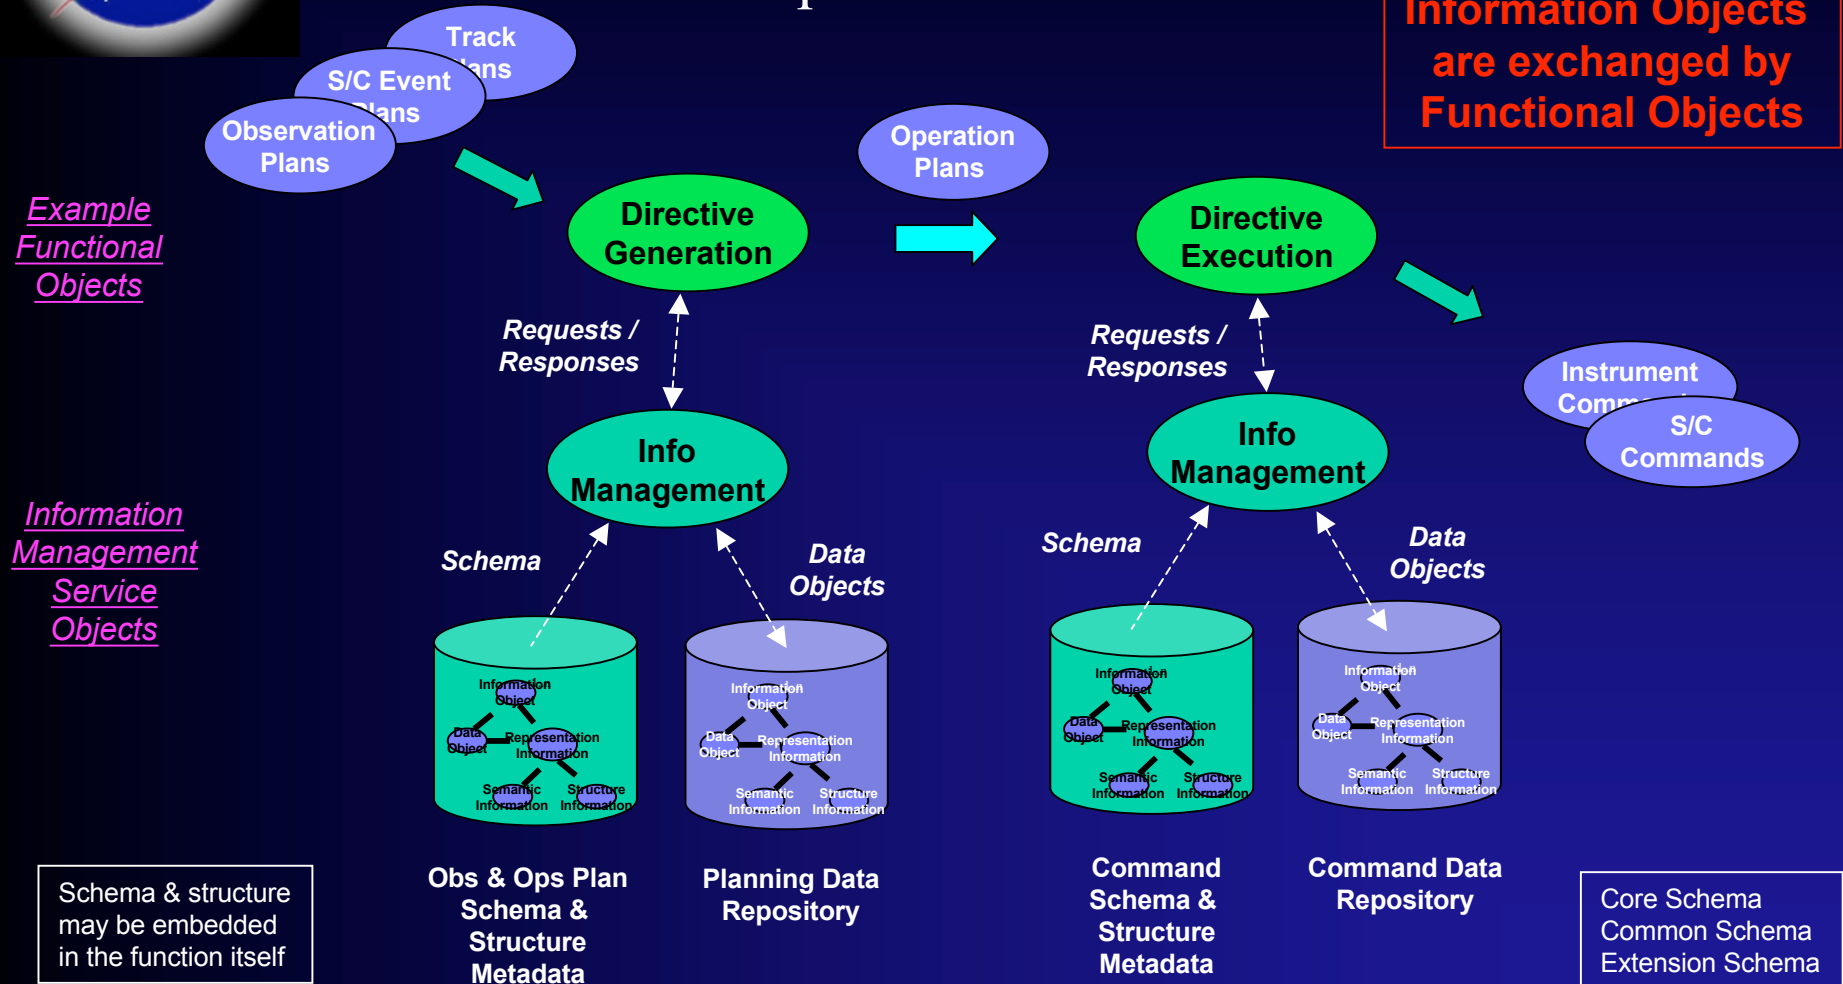 Information Objects
are exchanged by
Functional Objects
Track
Plans
S/C Event
Plans
Observation
Plans
Operation
Plans
Example
Functional
Objects
Directive
Generation
Directive
Execution
Requests /
Responses
Requests /
Responses
Instrument
S/C
Commands
Info
Management
Info
Management
Information
Management
Service
Objects
Schema
Data
Objects
Schema
Data
Objects
Information
Object
Data
Object
Representation
Information
Semantic
Information
Structure
Information
Information
Object
Data
Object
Representation
Information
Semantic
Information
Structure
Information
Information
Object
Data
Object
Representation
Information
Semantic
Information
Structure
Information
Information
Object
Data
Object
Representation
Information
Semantic
Information
Structure
Information
Schema & structure
may be embedded
in the function itself
Obs & Ops Plan
Schema &
Structure
Metadata
Planning Data
Repository
Command
Schema &
Structure
Metadata
Command Data
Repository
Core Schema
Common Schema
Extension Schema